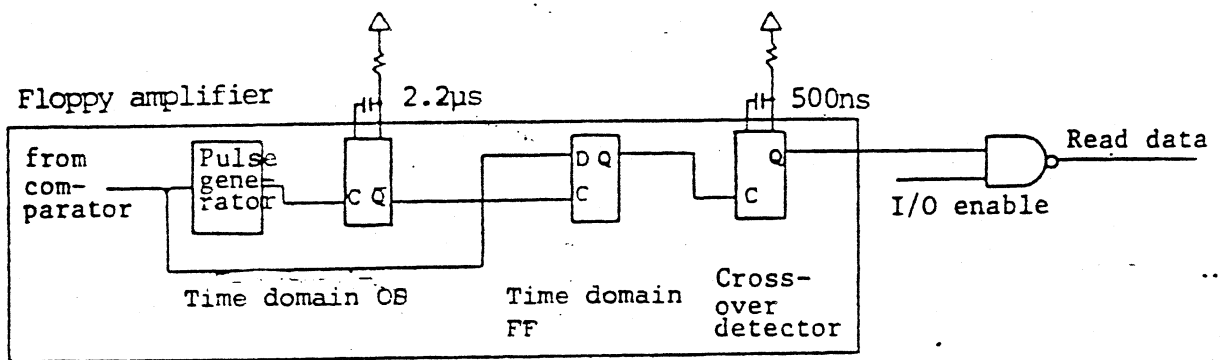 Floppy amplifier
2.2µs
500ns
from
com-
parator
Pulse
gene-
rator
C Q̅
D Q
C
Q
C
Read data
I/O enable
Time domain OS
Time domain
FF
Cross-
over
detector